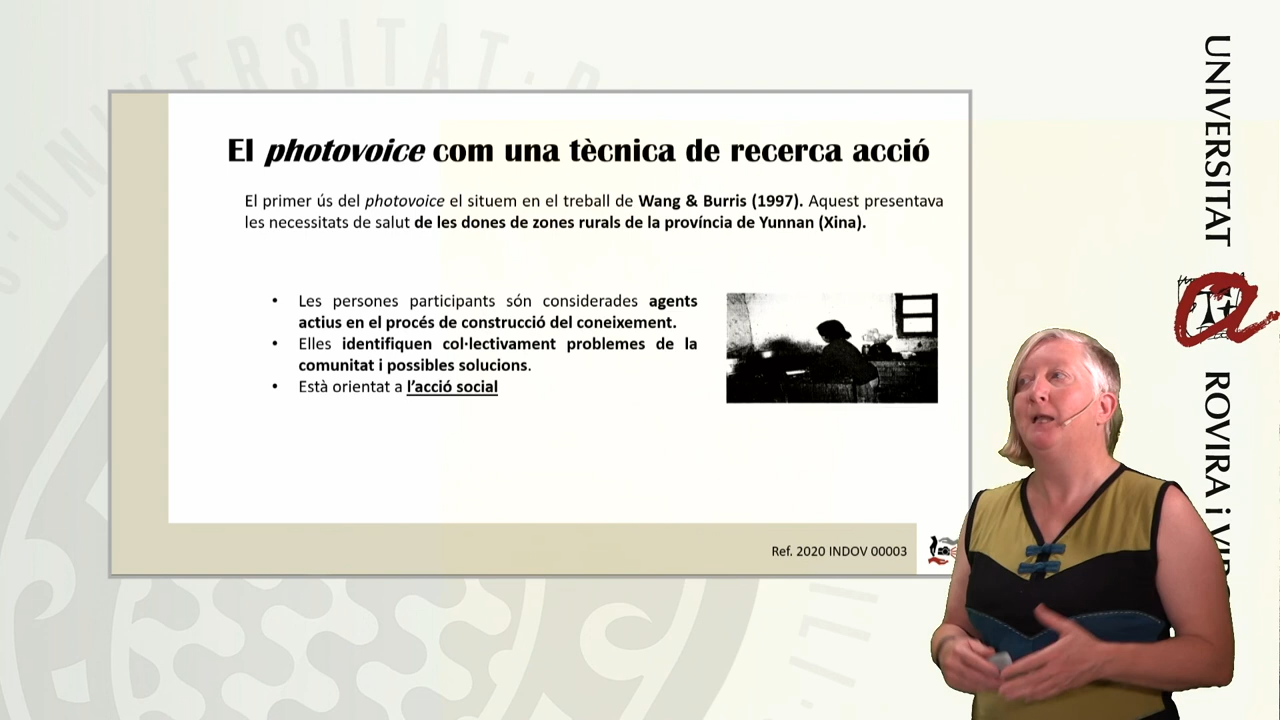 El photovoice com una tècnica de recerca acció
El primer ús del photovoice el situem en el treball de Wang & Burris (1997). Aquest presentava
les necessitats de salut de les dones de zones rurals de la província de Yunnan (Xina).
• Les persones participants són considerades agents
actius en el procés de construcció del coneixement.
• Elles identifiquen col·lectivament problemes de la
comunitat i possibles solucions.
• Està orientat a l'acció social
Ref. 2020 INDOV 00003
UNIVERSITAT
ROVIRA i